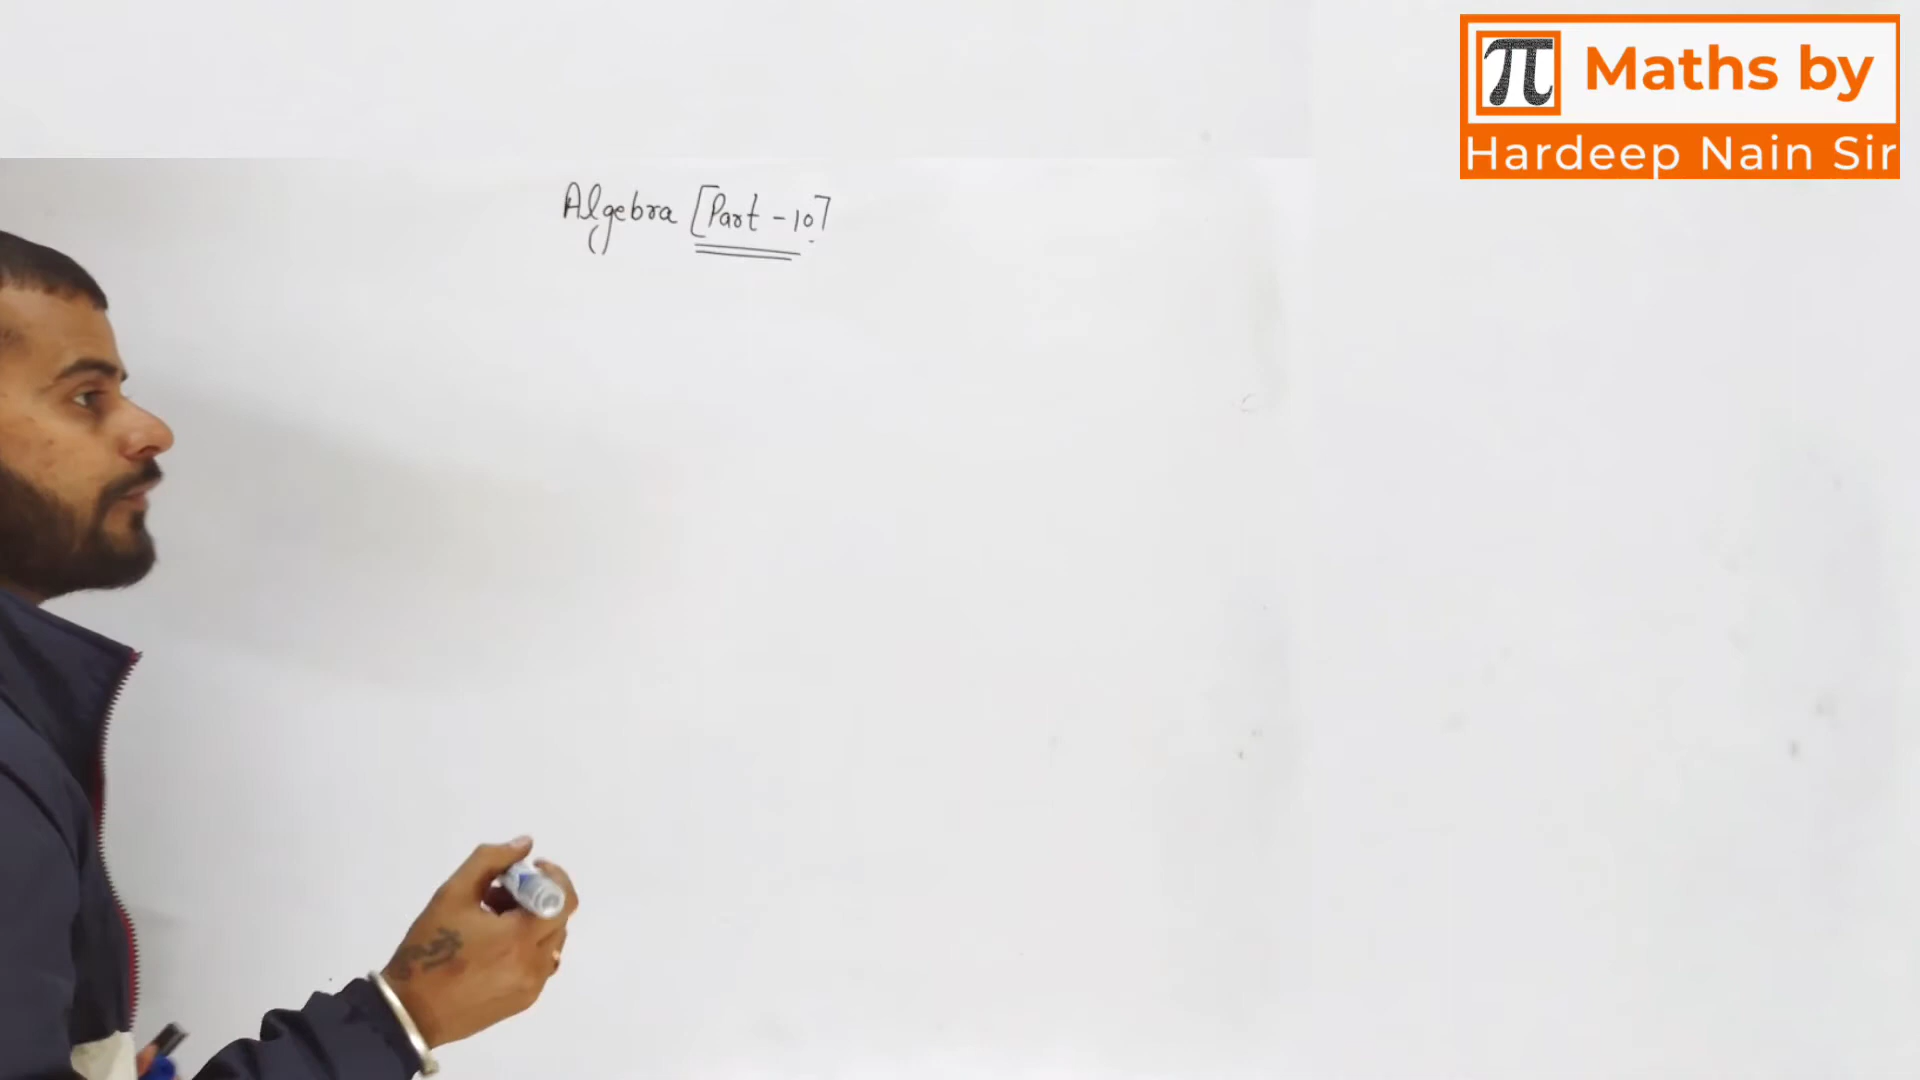 π Maths by
Hardeep Nain Sir
Algebra [Part - 10]